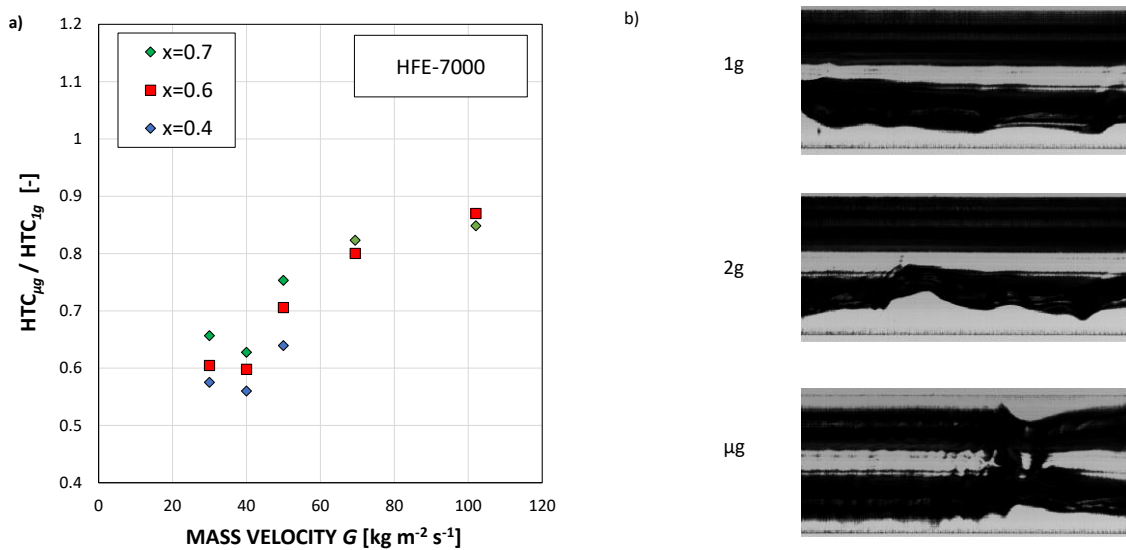 a)
1.2
1.1
1
0.9
0.8
0.7
0.6
0.5
0.4
0
20
40
60
80
100
120
HTCμg / HTC1g [-]
MASS VELOCITY G [kg m⁻² s⁻¹]
x=0.7
x=0.6
x=0.4
HFE-7000
b)
1g
2g
μg